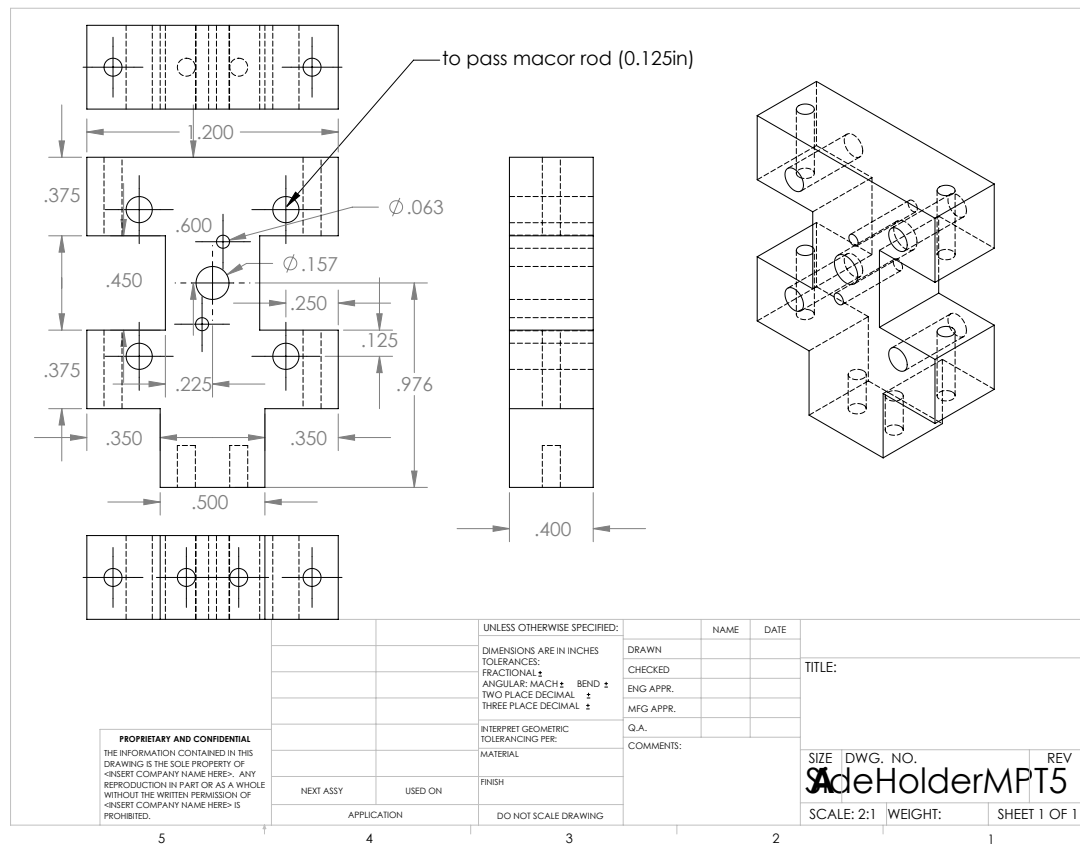 to pass macor rod (0.125in)
1.200
.375
.600
Ø.063
Ø.157
.450
.250
.125
.375
.225
.976
.350
.350
.500
.400
UNLESS OTHERWISE SPECIFIED:
DIMENSIONS ARE IN INCHES
TOLERANCES:
FRACTIONAL ±
ANGULAR: MACH ± BEND ±
TWO PLACE DECIMAL ±
THREE PLACE DECIMAL ±
INTERPRET GEOMETRIC
TOLERANCING PER:
MATERIAL
FINISH
DO NOT SCALE DRAWING
NAME DATE
DRAWN
CHECKED
ENG APPR.
MFG APPR.
Q.A.
COMMENTS:
TITLE:
SIZE DWG. NO. REV
A
deHolderMPT5
SCALE: 2:1 WEIGHT: SHEET 1 OF 1
PROPRIETARY AND CONFIDENTIAL
THE INFORMATION CONTAINED IN THIS
DRAWING IS THE SOLE PROPERTY OF
<INSERT COMPANY NAME HERE>. ANY
REPRODUCTION IN PART OR AS A WHOLE
WITHOUT THE WRITTEN PERMISSION OF
<INSERT COMPANY NAME HERE> IS
PROHIBITED.
NEXT ASSY USED ON
APPLICATION
5 4 3 2 1